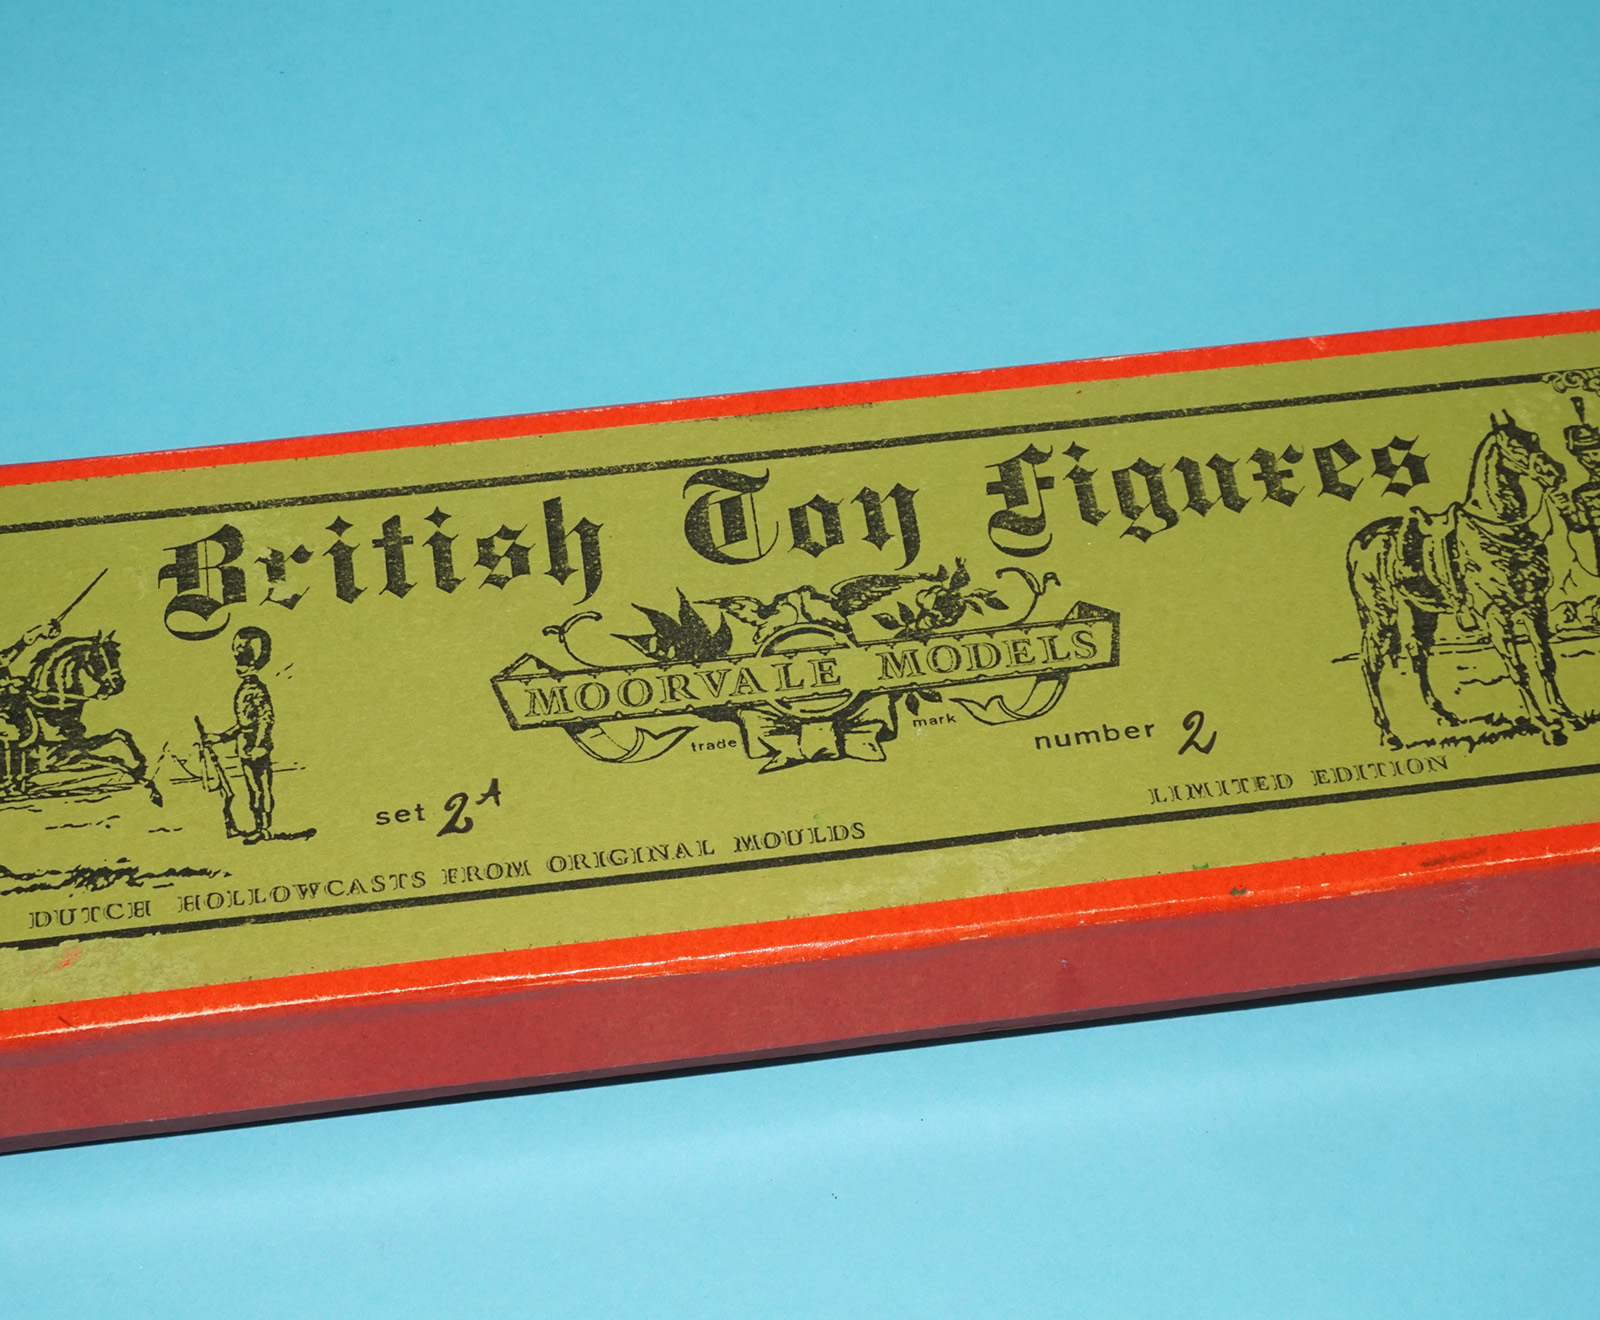 British Toy Figures
MOORVALE MODELS
trade mark
set 2A
number 2
DUTCH HOLLOWCASTS FROM ORIGINAL MOULDS
LIMITED EDITION